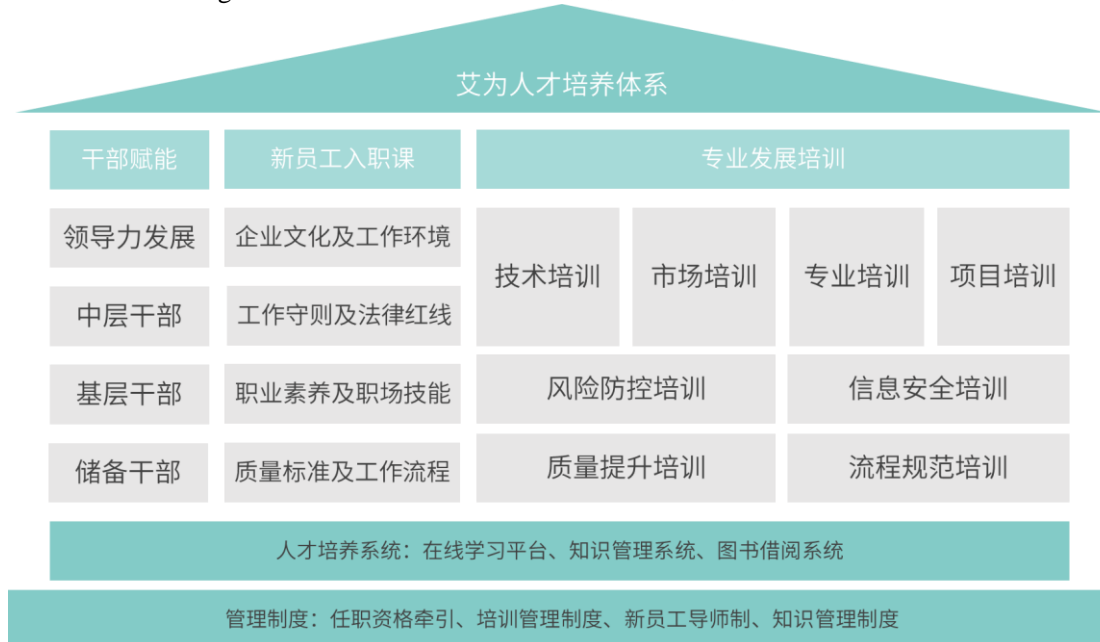 艾为人才培养体系
干部赋能
新员工入职课
专业发展培训
领导力发展
中层干部
基层干部
储备干部
企业文化及工作环境
工作守则及法律红线
职业素养及职场技能
质量标准及工作流程
技术培训
市场培训
专业培训
项目培训
风险防控培训
信息安全培训
质量提升培训
流程规范培训
人才培养系统：在线学习平台、知识管理系统、图书借阅系统
管理制度：任职资格牵引、培训管理制度、新员工导师制、知识管理制度